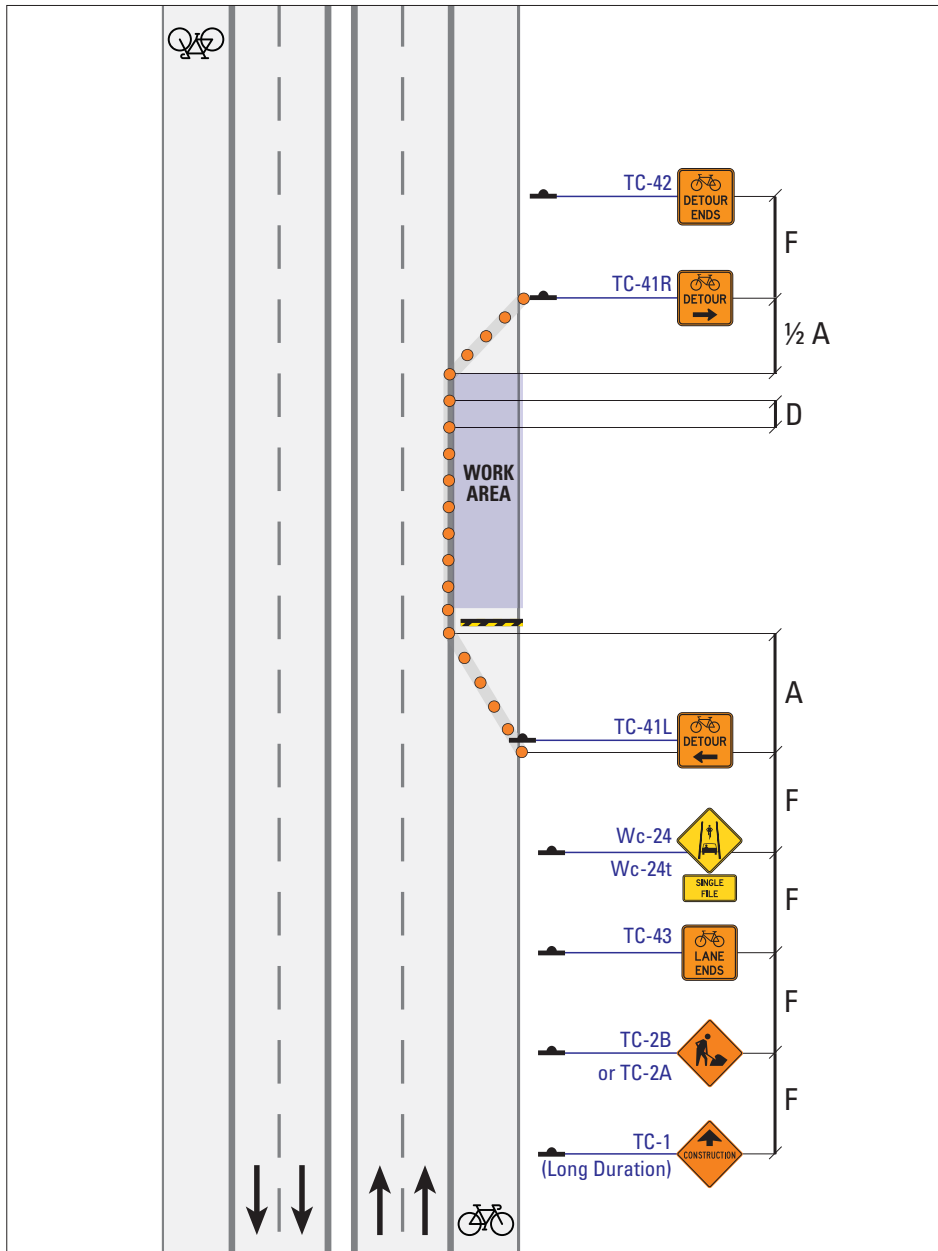 TC-42
DETOUR
ENDS
F
TC-41R
DETOUR
½ A
D
WORK
AREA
A
TC-41L
DETOUR
F
Wc-24
Wc-24t
SINGLE
FILE
F
TC-43
LANE
ENDS
F
TC-2B
or TC-2A
F
TC-1
(Long Duration)
CONSTRUCTION